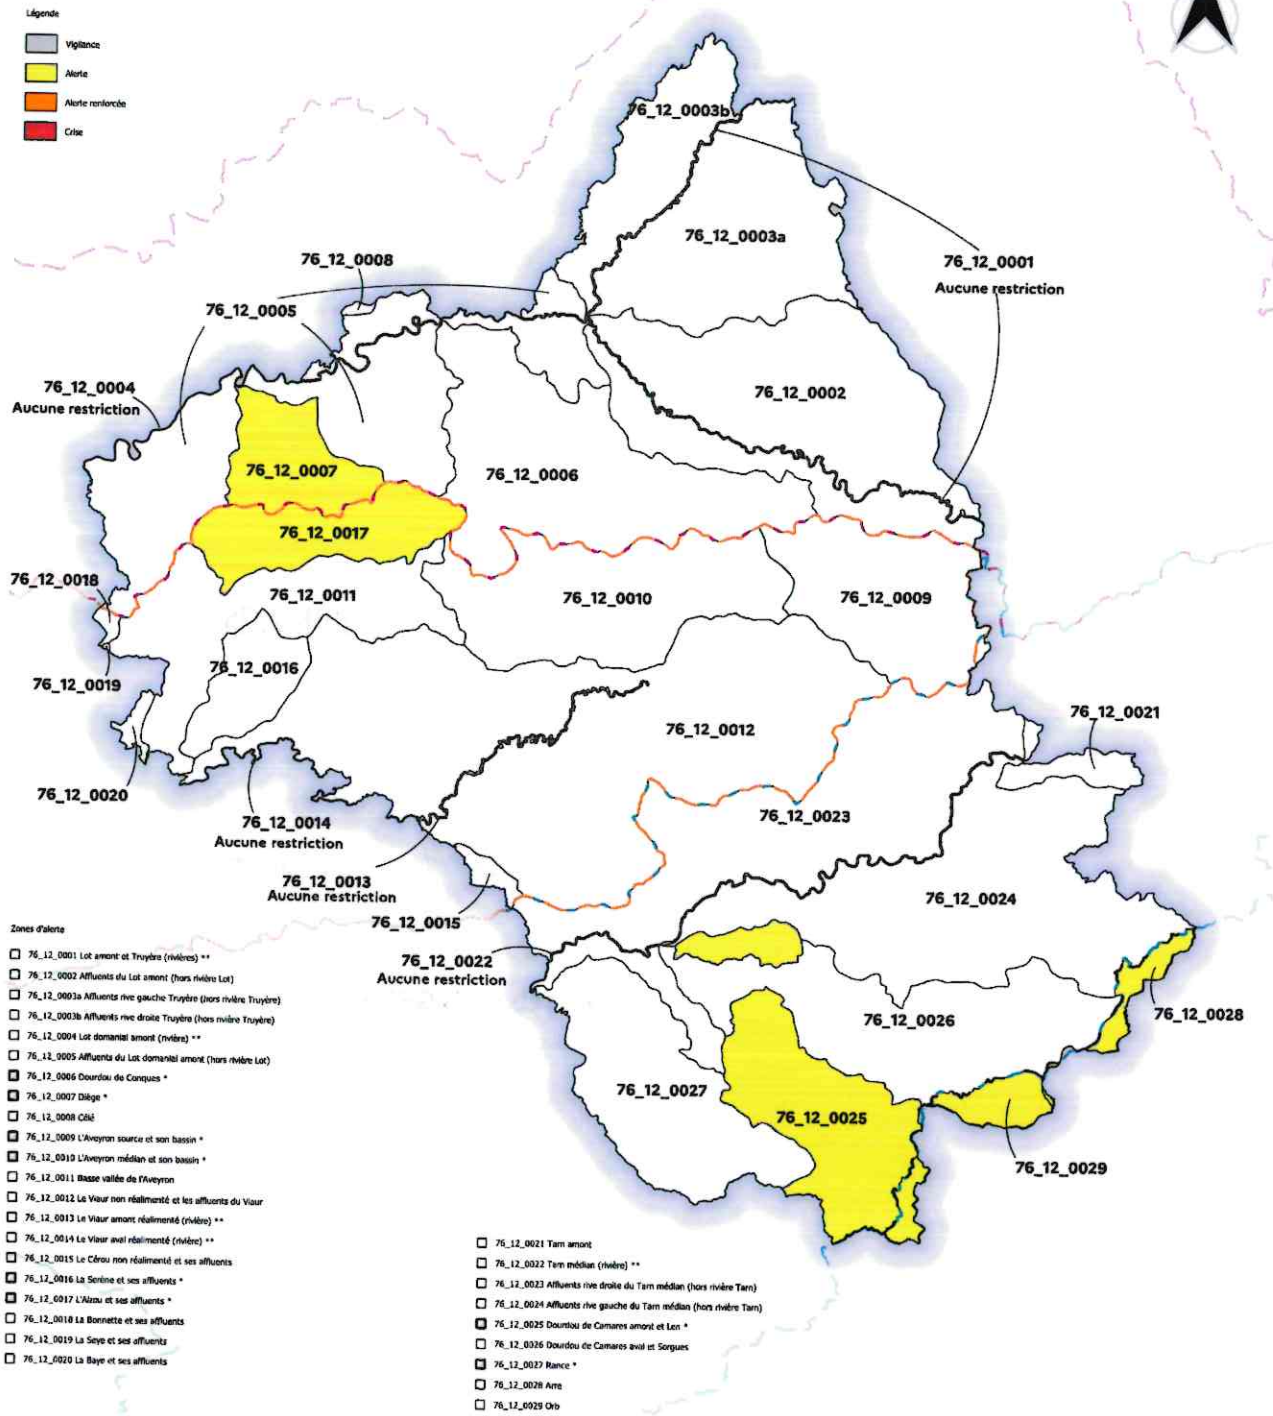 Légende
Vigilance
Alerte
Alerte renforcée
Crise
76_12_0003b
76_12_0003a
76_12_0001
Aucune restriction
76_12_0008
76_12_0005
76_12_0004
Aucune restriction
76_12_0002
76_12_0007
76_12_0006
76_12_0017
76_12_0018
76_12_0011
76_12_0010
76_12_0009
76_12_0016
76_12_0019
76_12_0012
76_12_0021
76_12_0020
76_12_0014
Aucune restriction
76_12_0023
76_12_0013
Aucune restriction
76_12_0015
76_12_0024
76_12_0022
Aucune restriction
76_12_0026
76_12_0028
76_12_0027
76_12_0025
76_12_0029
Zones d'alerte
76_12_0001 Lot amont et Truyère (rivières) **
76_12_0002 Affluents du Lot amont (hors rivière Lot)
76_12_0003a Affluents rive gauche Truyère (hors rivière Truyère)
76_12_0003b Affluents rive droite Truyère (hors rivière Truyère)
76_12_0004 Lot domanial amont (rivière) **
76_12_0005 Affluents du Lot domanial amont (hors rivière Lot)
76_12_0006 Dourdou de Conques *
76_12_0007 Diège *
76_12_0008 Célé
76_12_0009 L'Aveyron source et son bassin *
76_12_0010 L'Aveyron médian et son bassin *
76_12_0011 Basse vallée de l'Aveyron
76_12_0012 Le Viaur non réalimenté et les affluents du Viaur
76_12_0013 Le Viaur amont réalimenté (rivière) **
76_12_0014 Le Viaur aval réalimenté (rivière) **
76_12_0015 Le Cérou non réalimenté et ses affluents
76_12_0016 La Serène et ses affluents *
76_12_0017 L'Alzou et ses affluents *
76_12_0018 La Bonnette et ses affluents
76_12_0019 La Seye et ses affluents
76_12_0020 La Baye et ses affluents
76_12_0021 Tarn amont
76_12_0022 Tarn médian (rivière) **
76_12_0023 Affluents rive droite du Tarn médian (hors rivière Tarn)
76_12_0024 Affluents rive gauche du Tarn médian (hors rivière Tarn)
76_12_0025 Dourdou de Camares amont et Len *
76_12_0026 Dourdou de Camares aval et Sorgues
76_12_0027 Rance *
76_12_0028 Arre
76_12_0029 Orb